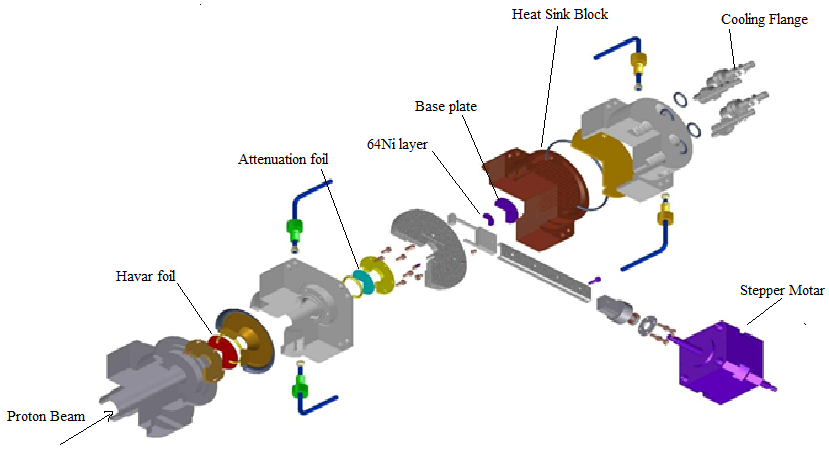 Heat Sink Block
Cooling Flange
Base plate
64Ni layer
Attenuation foil
Havar foil
Stepper Motar
Proton Beam